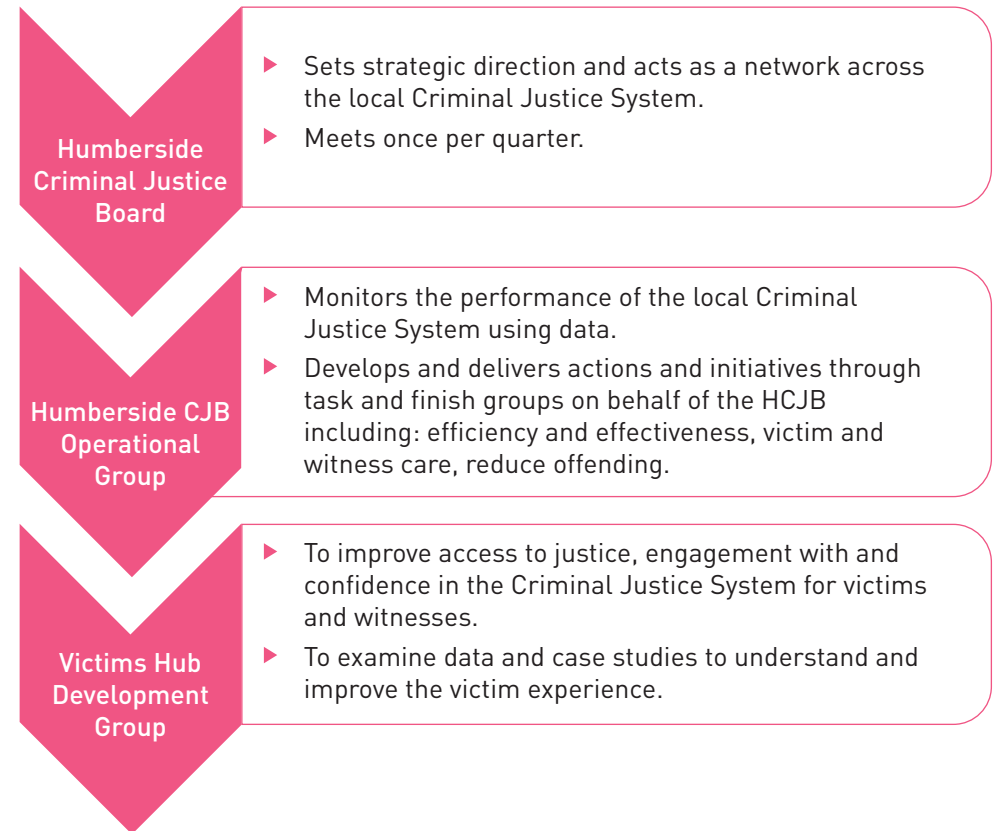 Humberside
Criminal Justice
Board
▶ Sets strategic direction and acts as a network across
the local Criminal Justice System.
▶ Meets once per quarter.
Humberside CJB
Operational
Group
▶ Monitors the performance of the local Criminal
Justice System using data.
▶ Develops and delivers actions and initiatives through
task and finish groups on behalf of the HCJB
including: efficiency and effectiveness, victim and
witness care, reduce offending.
Victims Hub
Development
Group
▶ To improve access to justice, engagement with and
confidence in the Criminal Justice System for victims
and witnesses.
▶ To examine data and case studies to understand and
improve the victim experience.